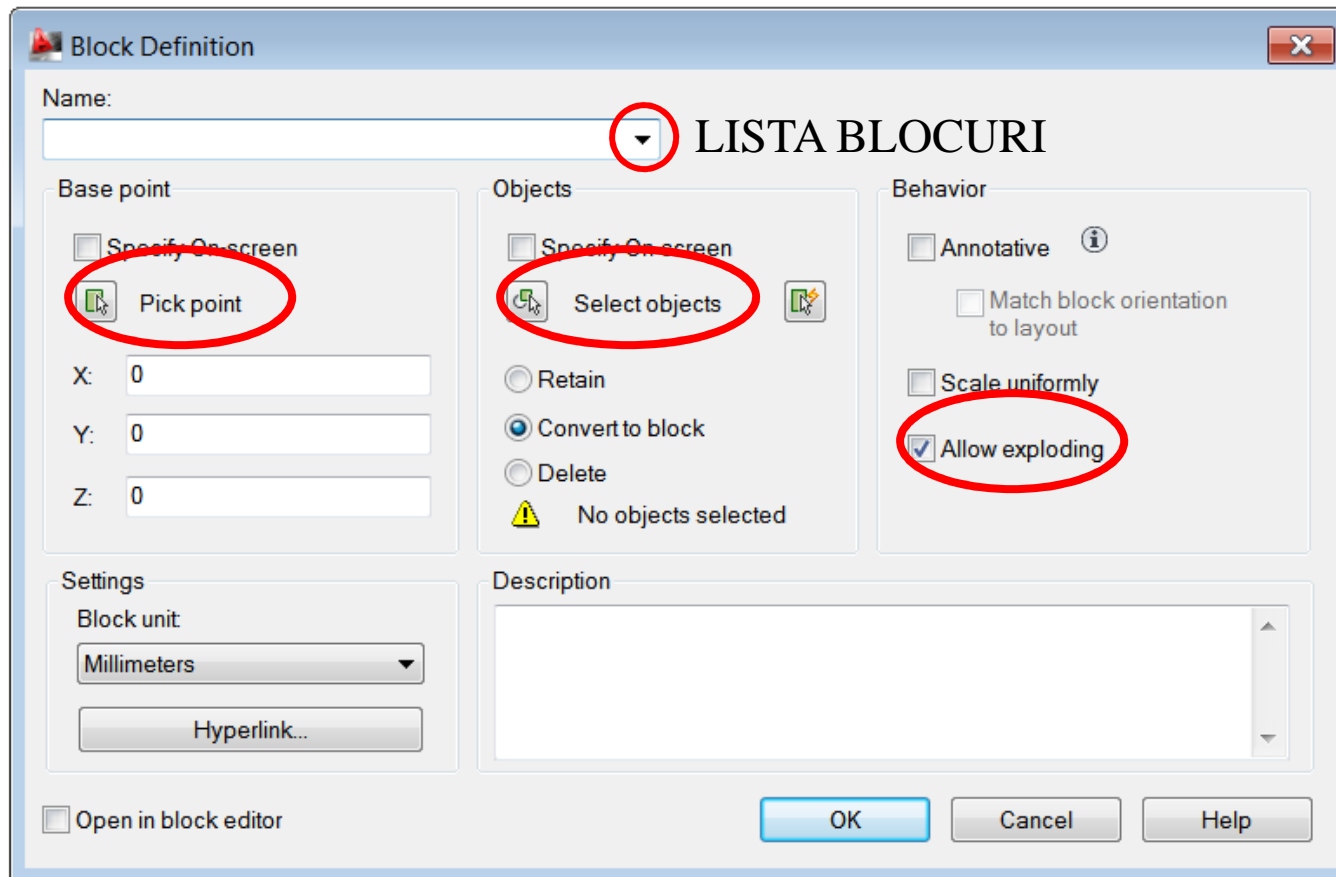 Block Definition
Name:
LISTA BLOCURI
Base point
Specify On-screen
Pick point
X: 0
Y: 0
Z: 0
Objects
Specify On-screen
Select objects
Retain
Convert to block
Delete
No objects selected
Behavior
Annotative
Match block orientation
to layout
Scale uniformly
Allow exploding
Settings
Block unit:
Millimeters
Hyperlink...
Description
Open in block editor
OK Cancel Help